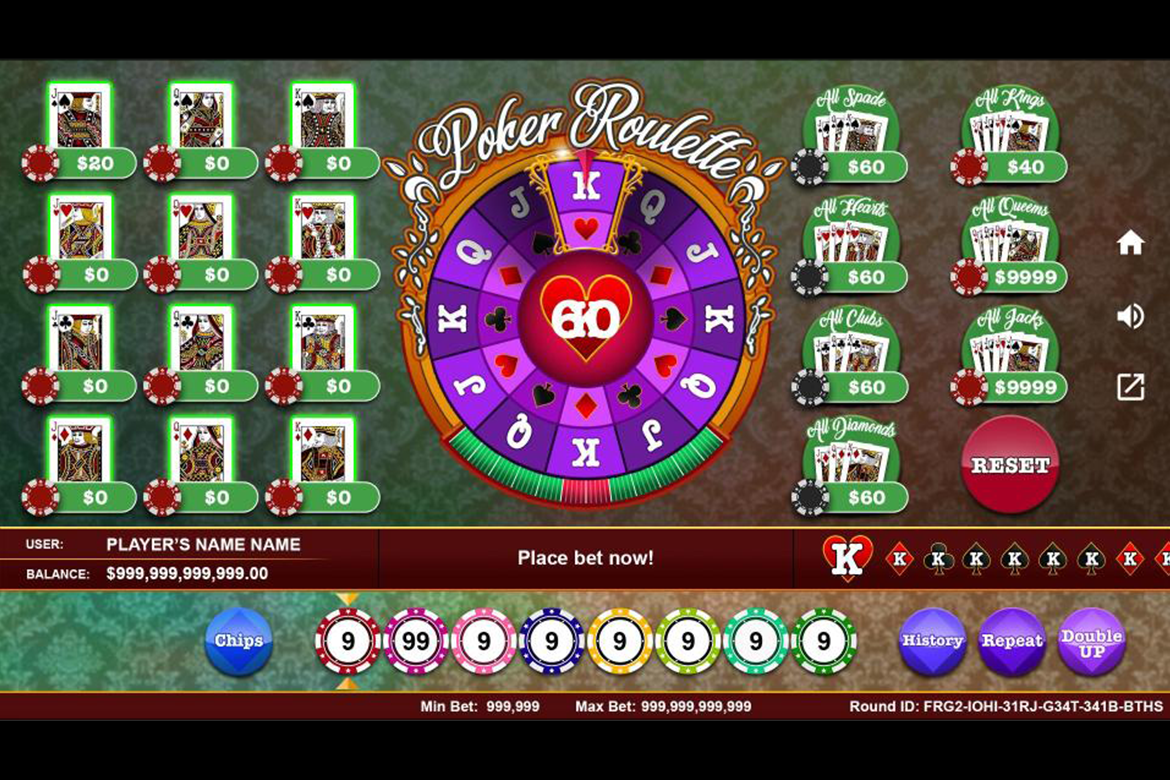 Poker Roulette
J
Q
K
$20
$0
$0
J
Q
K
$0
$0
$0
J
Q
K
$0
$0
$0
J
Q
K
$0
$0
$0
K
Q
J
K
Q
J
K
Q
J
K
Q
J
All Spade
$60
All Kings
$40
All Hearts
$60
All Queens
$9999
All Clubs
$60
All Jacks
$9999
All Diamonds
$60
RESET
USER: PLAYER'S NAME NAME
BALANCE: $999,999,999,999.00
Place bet now!
K K K K K K K K
Chips
9 99 9 9 9 9 9 9
History
Repeat
Double
UP
Min Bet: 999,999
Max Bet: 999,999,999,999
Round ID: FRG2-IOHI-31RJ-G34T-341B-BTHS